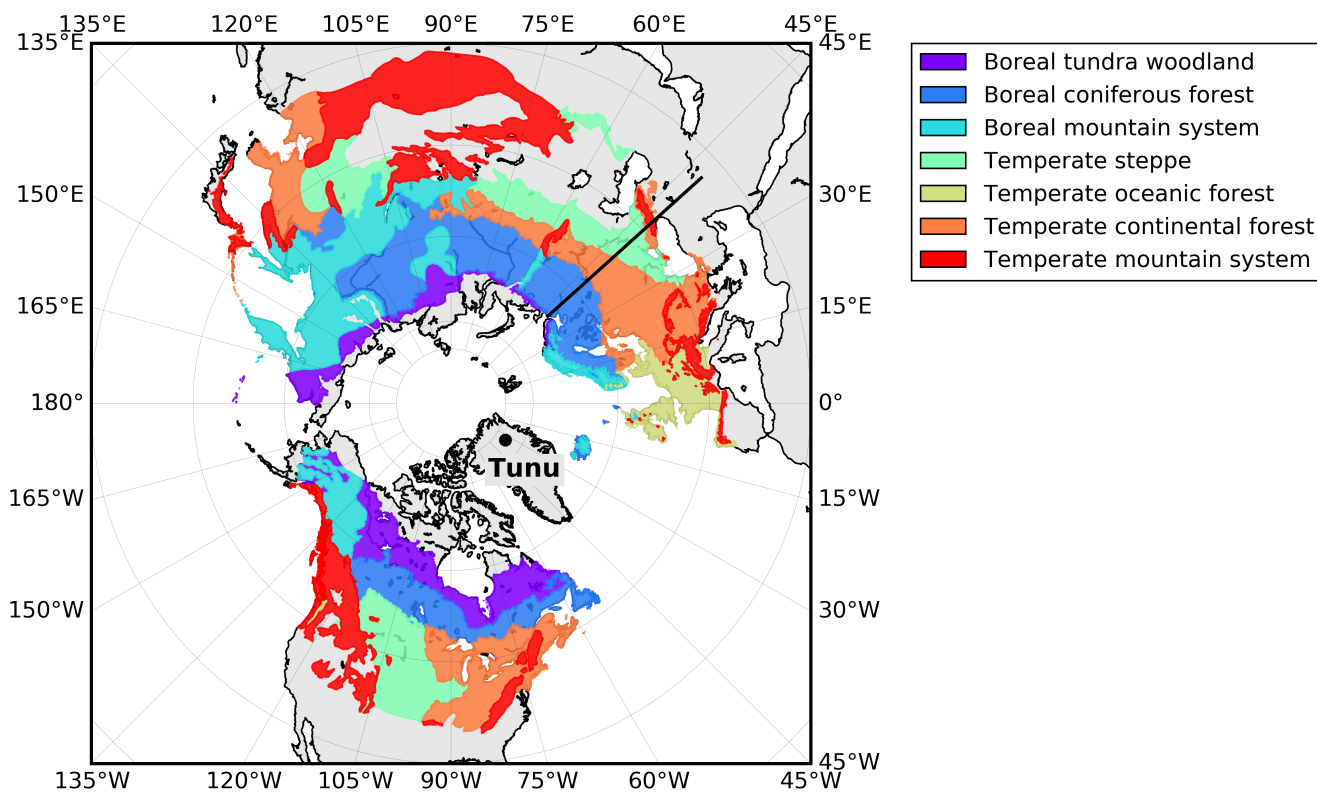 135°E 120°E 105°E 90°E 75°E 60°E 45°E
135°E 45°E
Boreal tundra woodland
Boreal coniferous forest
Boreal mountain system
Temperate steppe
Temperate oceanic forest
Temperate continental forest
Temperate mountain system
150°E 30°E
165°E 15°E
180° 0°
Tunu
165°W 15°W
150°W 30°W
45°W
135°W 120°W 105°W 90°W 75°W 60°W 45°W